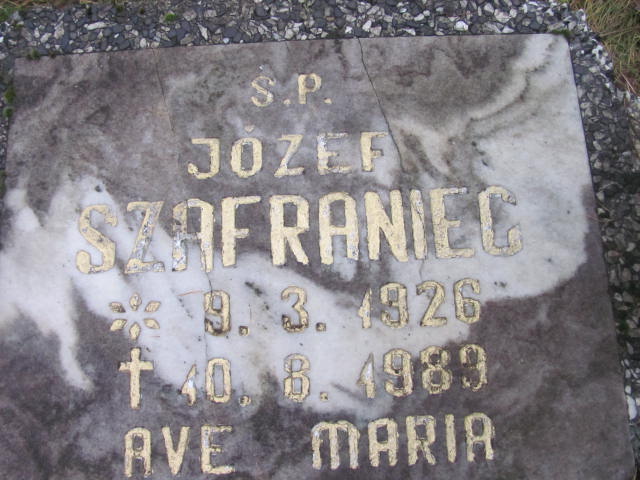 Ś.P.
JÓZEF
SZAFRANIEC
9.3.1926
10.8.1989
AVE MARIA